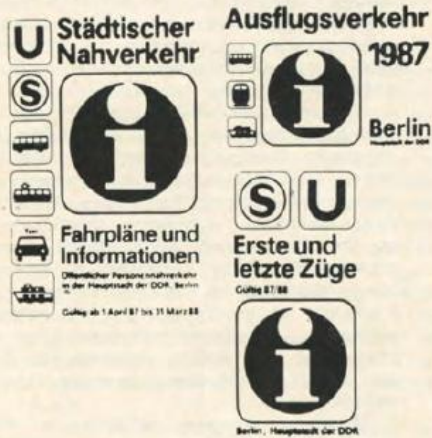 U Städtischer
Nahverkehr
S
Taxi
Fahrpläne und
Informationen
Öffentlicher Personennahverkehr
in der Hauptstadt der DDR, Berlin
Gültig ab 1 April 87 bis 31 März 88
i
Ausflugsverkehr
1987
i
Berlin
Hauptstadt der DDR
S U
Erste und
letzte Züge
Gültig 87/88
i
Berlin, Hauptstadt der DDR